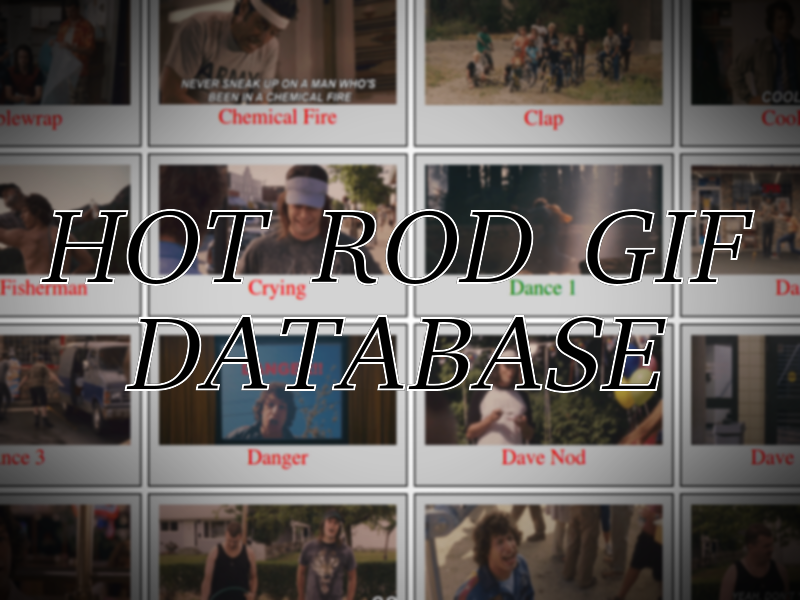 NEVER SNEAK UP ON A MAN WHO'S
BEEN IN A CHEMICAL FIRE
COOL
blewrap
Chemical Fire
Clap
Cool
HOT ROD GIF
Fisherman
Crying
Dance 1
Da
DATABASE
nce 3
Danger
Dave Nod
Dave